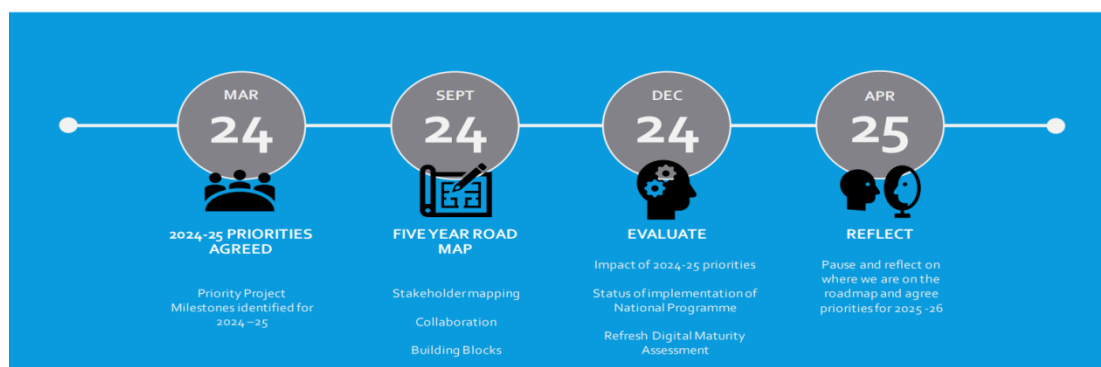 MAR
24
2024-25 PRIORITIES
AGREED
Priority Project
Milestones identified for
2024 –25
SEPT
24
FIVE YEAR ROAD
MAP
Stakeholder mapping
Collaboration
Building Blocks
DEC
24
EVALUATE
Impact of 2024-25 priorities
Status of implementation of
National Programme
Refresh Digital Maturity
Assessment
APR
25
REFLECT
Pause and reflect on
where we are on the
roadmap and agree
priorities for 2025 -26